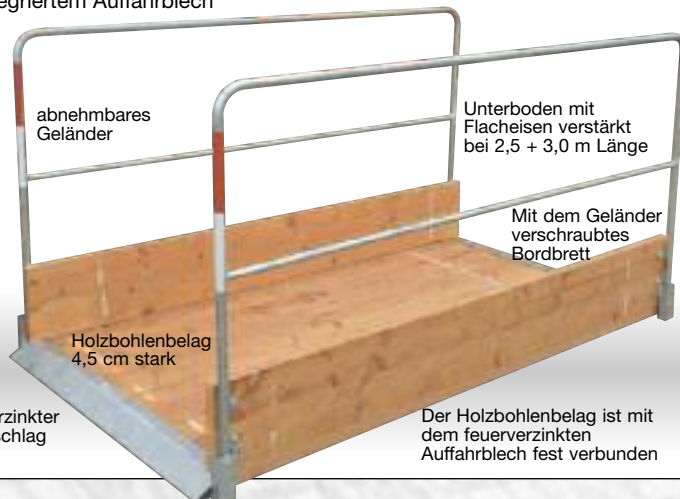 Auffahrblech
abnehmbares
Geländer
Unterboden mit
Flacheisen verstärkt
bei 2,5 + 3,0 m Länge
Mit dem Geländer
verschraubtes
Bordbrett
Holzbohlenbelag
4,5 cm stark
Der Holzbohlenbelag ist mit
dem feuerverzinkten
Auffahrblech fest verbunden